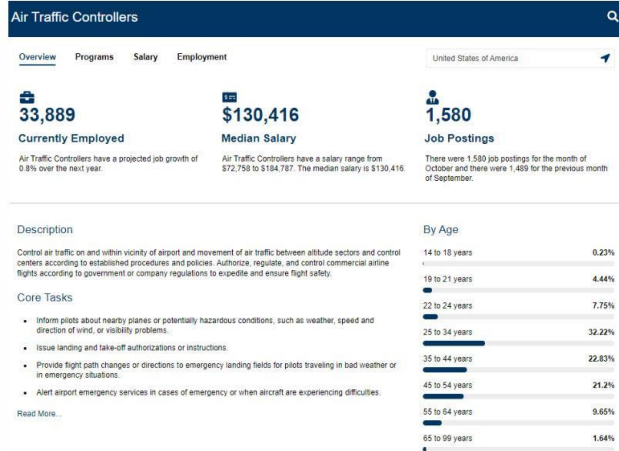 Air Traffic Controllers
Overview Programs Salary Employment
United States of America
33,889
Currently Employed
Air Traffic Controllers have a projected job growth of
0.8% over the next year.
$130,416
Median Salary
Air Traffic Controllers have a salary range from
$72,758 to $184,787. The median salary is $130,416.
1,580
Job Postings
There were 1,580 job postings for the month of
October and there were 1,489 for the previous month
of September.
Description
Control air traffic on and within vicinity of airport and movement of air traffic between altitude sectors and control
centers according to established procedures and policies. Authorize, regulate, and control commercial airline
flights according to government or company regulations to expedite and ensure flight safety.
Core Tasks
Inform pilots about nearby planes or potentially hazardous conditions, such as weather, speed and
direction of wind, or visibility problems.
Issue landing and take-off authorizations or instructions.
Provide flight path changes or directions to emergency landing fields for pilots traveling in bad weather or
in emergency situations.
Alert airport emergency services in cases of emergency or when aircraft are experiencing difficulties.
Read More...
By Age
14 to 18 years 0.23%
19 to 21 years 4.44%
22 to 24 years 7.75%
25 to 34 years 32.22%
35 to 44 years 22.83%
45 to 54 years 21.2%
55 to 64 years 9.65%
65 to 99 years 1.64%